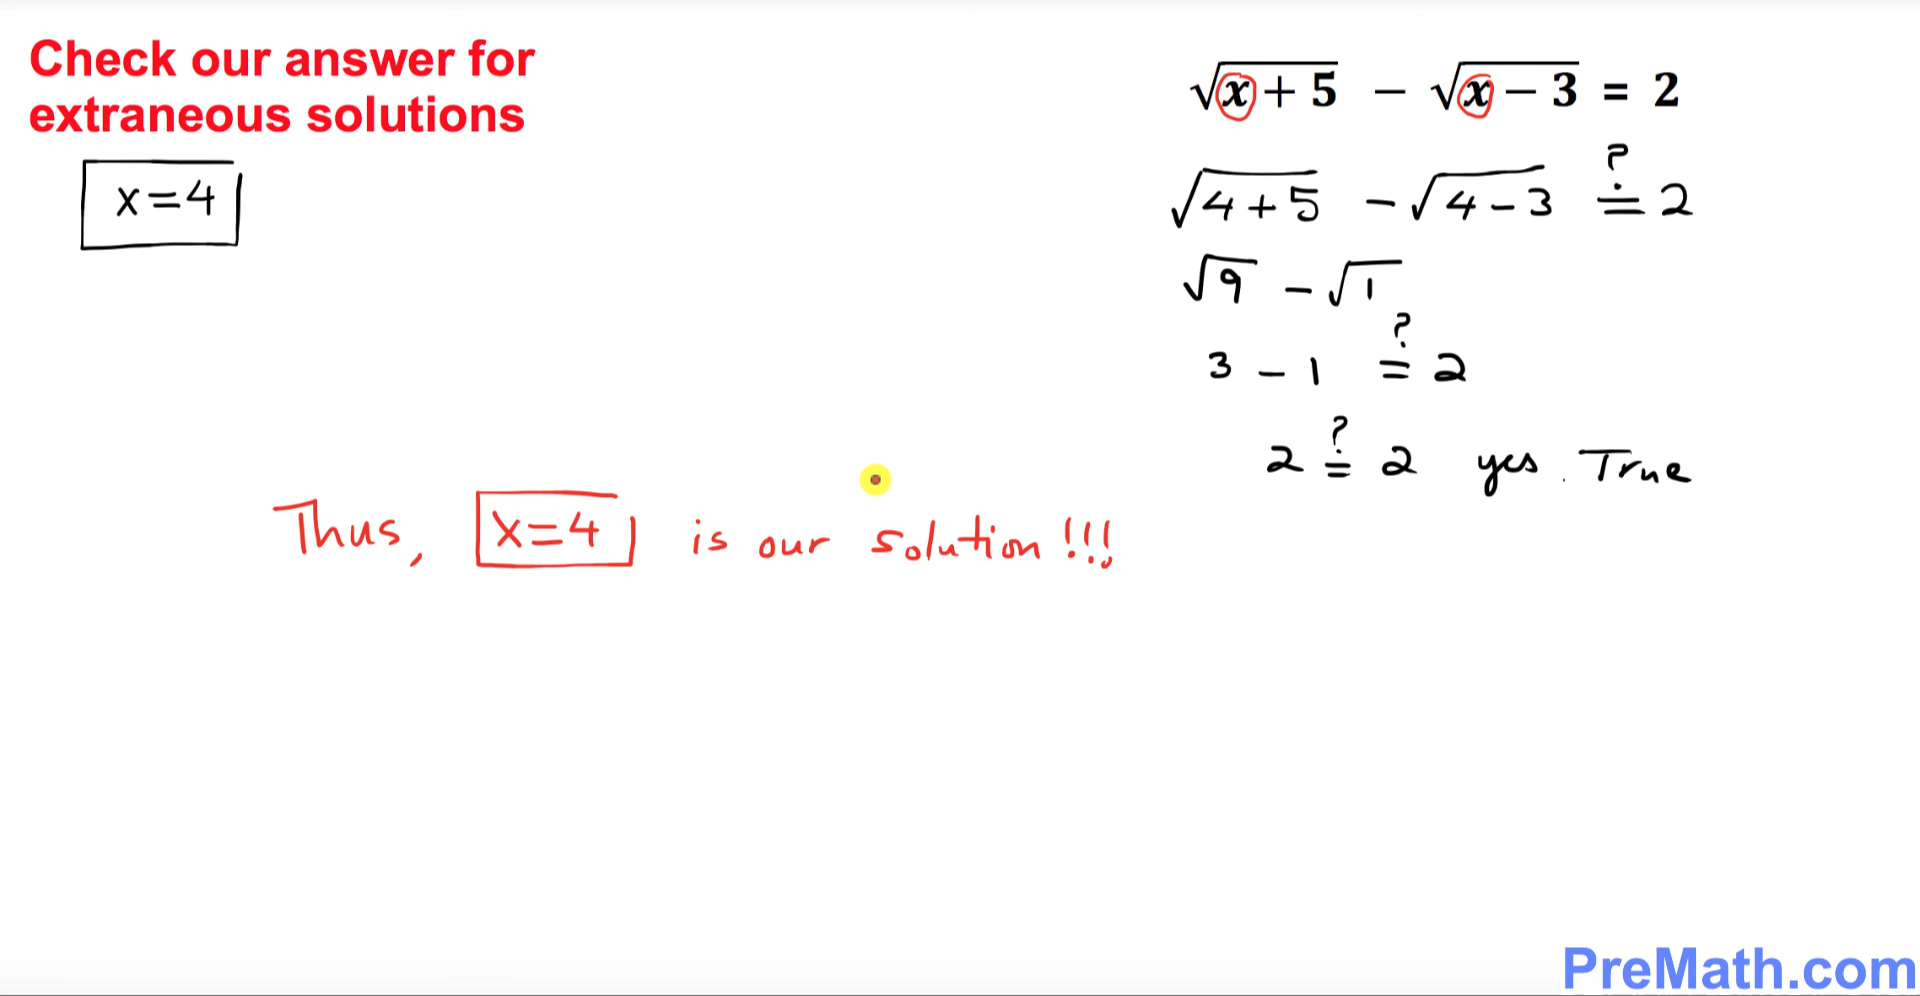 Check our answer for
extraneous solutions
x=4
√x+5 − √x−3 = 2
√4+5 −√4−3 ≟ 2
√9 −√1
3 − 1 ≟ 2
2 ≟ 2 yes. True
Thus, x=4 is our solution!!!
PreMath.com